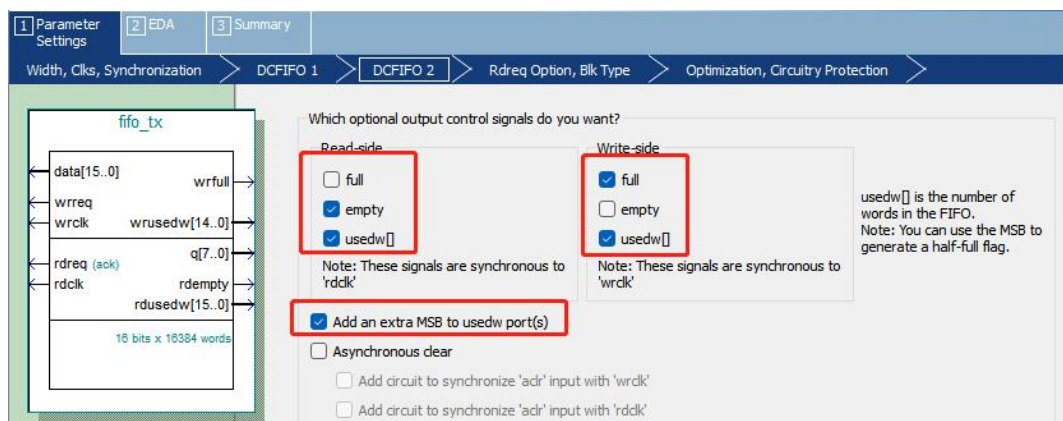 1 Parameter Settings
2 EDA
3 Summary
Width, Clks, Synchronization
DCFIFO 1
DCFIFO 2
Rdreq Option, Blk Type
Optimization, Circuitry Protection
fifo_tx
data[15..0]
wrfull
wrreq
wrclk
wrusedw[14..0]
q[7..0]
rdreq (ack)
rdclk
rdempty
rdusedw[15..0]
16 bits x 16384 words
Which optional output control signals do you want?
Read-side
full
empty
usedw[]
Note: These signals are synchronous to
'rdclk'
Write-side
full
empty
usedw[]
Note: These signals are synchronous to
'wrclk'
usedw[] is the number of
words in the FIFO.
Note: You can use the MSB to
generate a half-full flag.
Add an extra MSB to usedw port(s)
Asynchronous clear
Add circuit to synchronize 'aclr' input with 'wrclk'
Add circuit to synchronize 'aclr' input with 'rdclk'